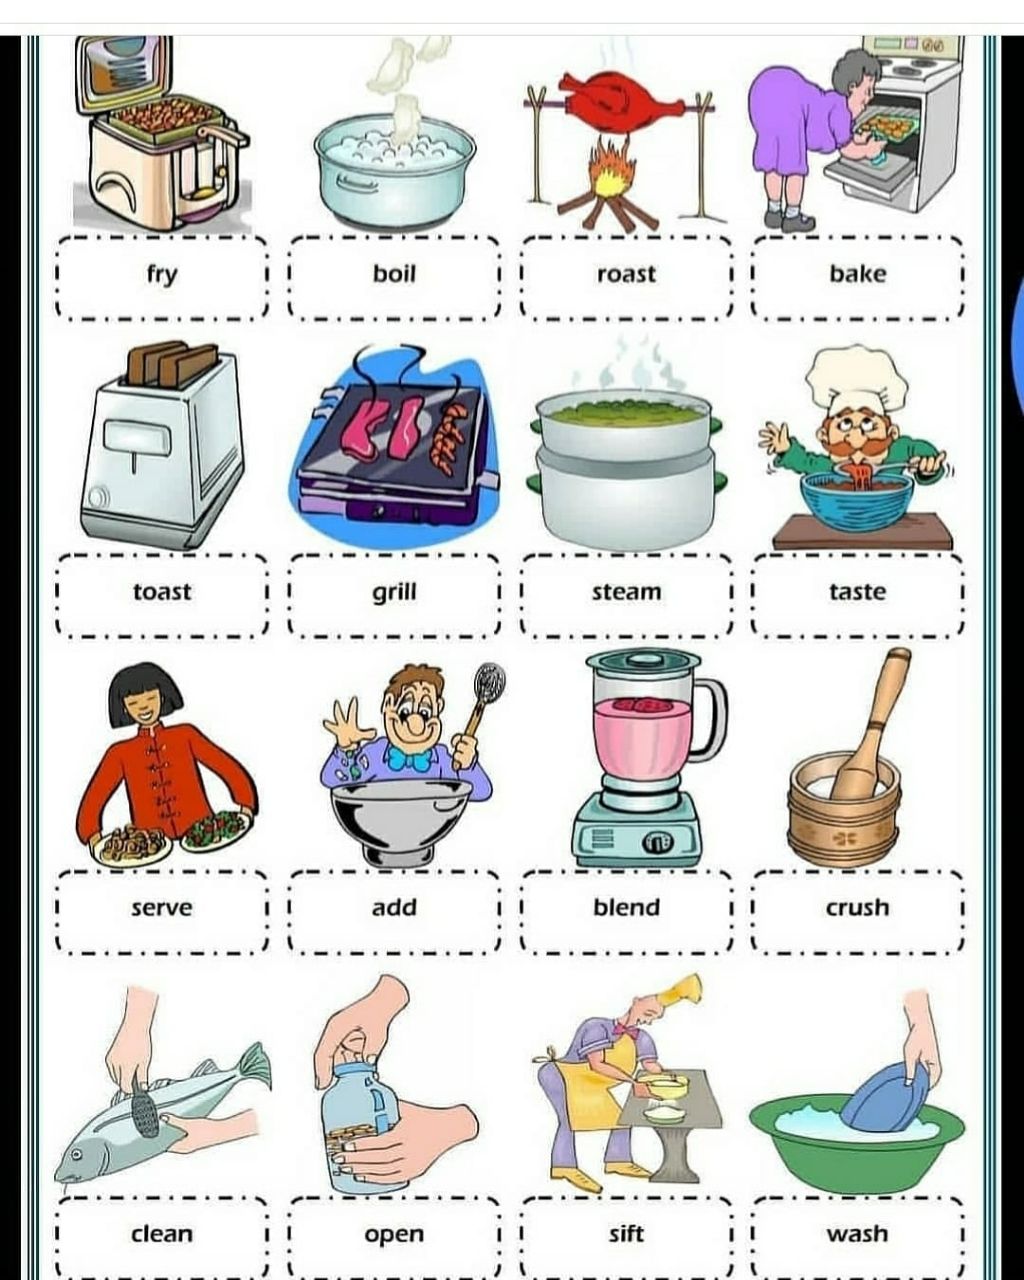 fry
boil
roast
bake
toast
grill
steam
taste
serve
add
blend
crush
clean
open
sift
wash